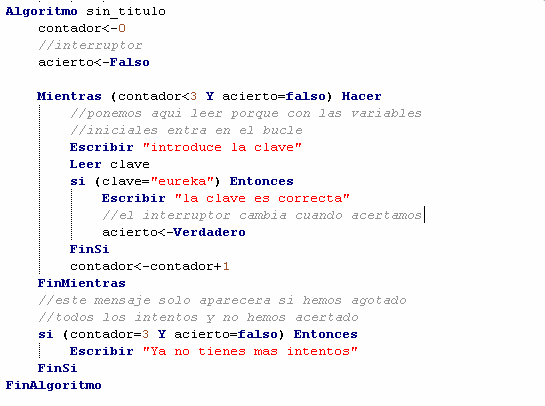 Algoritmo sin_titulo
contador<-0
//interruptor
acierto<-Falso
Mientras (contador<3 Y acierto=falso) Hacer
//ponemos aqui leer porque con las variables
//iniciales entra en el bucle
Escribir "introduce la clave"
Leer clave
si (clave="eureka") Entonces
Escribir "la clave es correcta"
//el interruptor cambia cuando acertamos
acierto<-Verdadero
FinSi
contador<-contador+1
FinMientras
//este mensaje solo aparecera si hemos agotado
//todos los intentos y no hemos acertado
si (contador=3 Y acierto=falso) Entonces
Escribir "Ya no tienes mas intentos"
FinSi
FinAlgoritmo